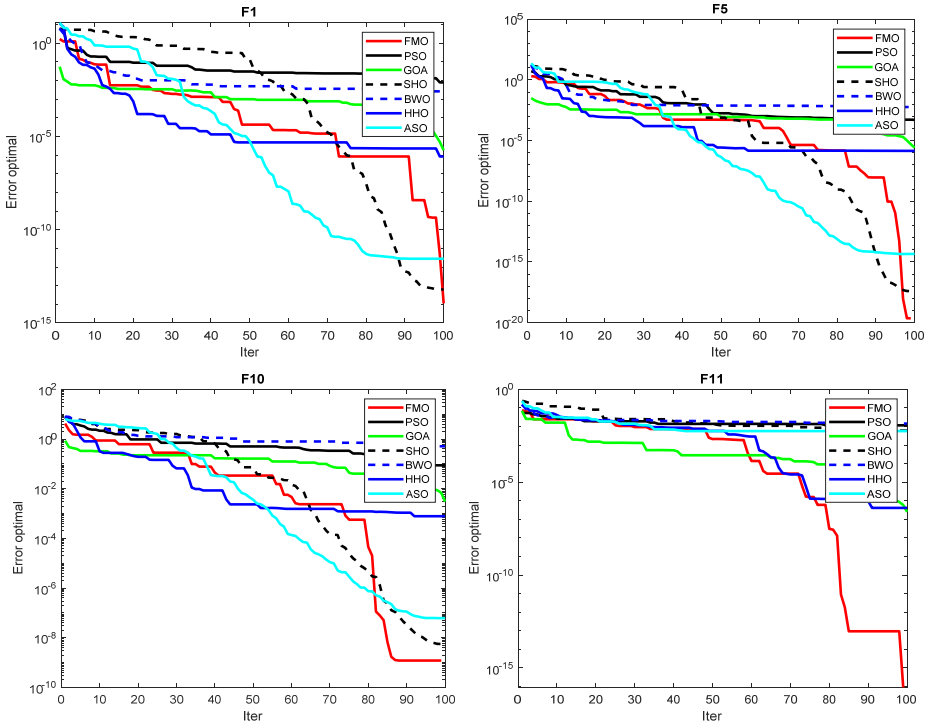 F1
10^0
10^-5
10^-10
10^-15
Error optimal
0 10 20 30 40 50 60 70 80 90 100
Iter
FMO
PSO
GOA
SHO
BWO
HHO
ASO
F5
10^5
10^0
10^-5
10^-10
10^-15
10^-20
Error optimal
0 10 20 30 40 50 60 70 80 90 100
Iter
FMO
PSO
GOA
SHO
BWO
HHO
ASO
F10
10^2
10^0
10^-2
10^-4
10^-6
10^-8
10^-10
Error optimal
0 10 20 30 40 50 60 70 80 90 100
Iter
FMO
PSO
GOA
SHO
BWO
HHO
ASO
F11
10^0
10^-5
10^-10
10^-15
Error optimal
0 10 20 30 40 50 60 70 80 90 100
Iter
FMO
PSO
GOA
SHO
BWO
HHO
ASO